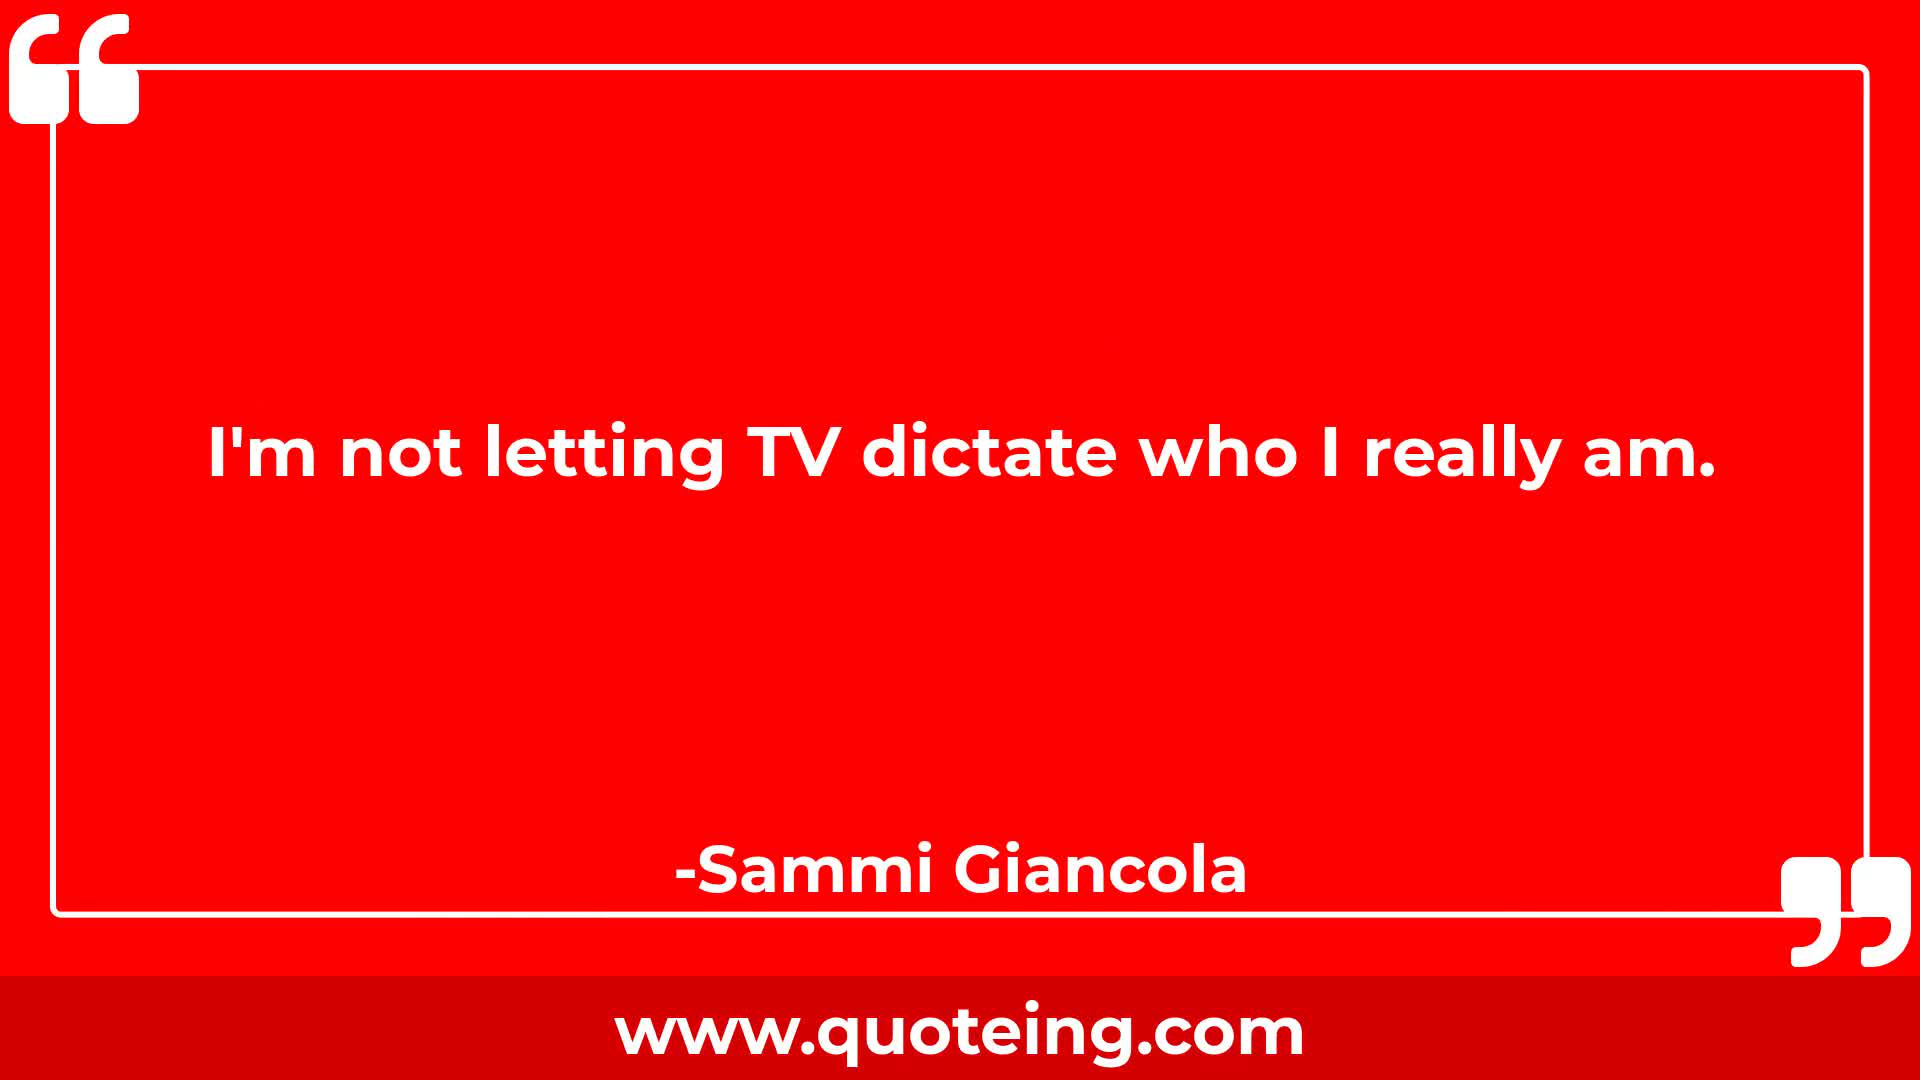 I'm not letting TV dictate who I really am.
-Sammi Giancola
www.quoteing.com